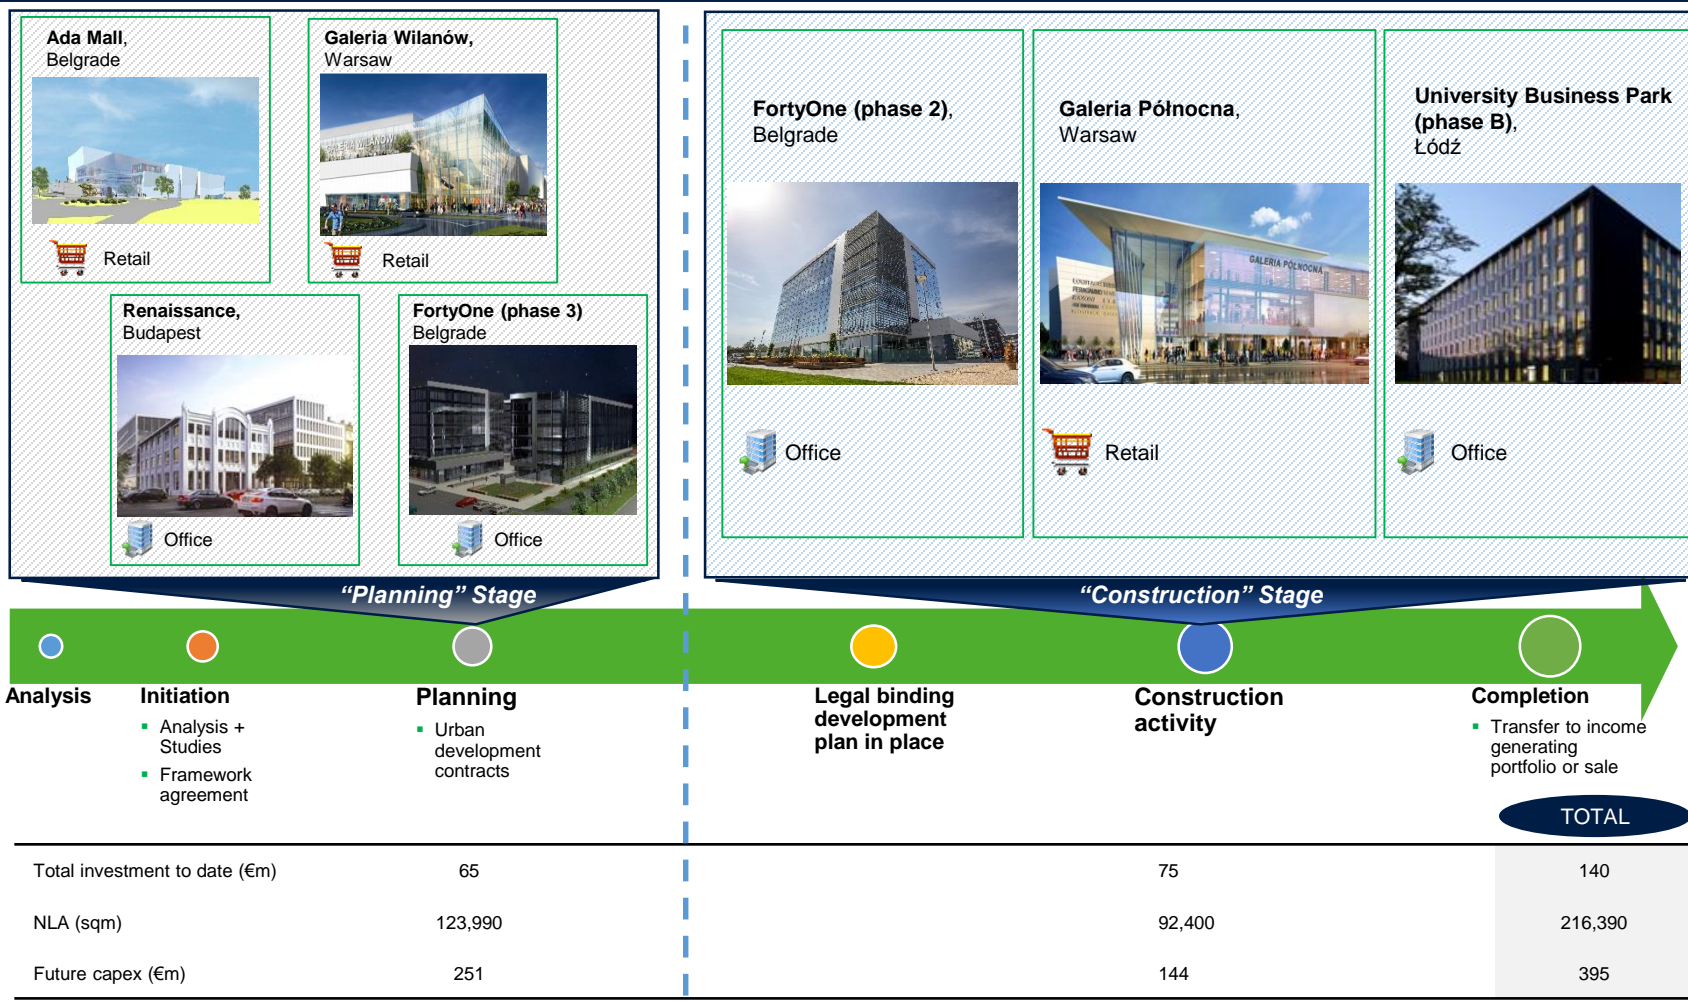 Ada Mall,
Belgrade
Retail
Galeria Wilanów,
Warsaw
GALERIA WILANÓW
Retail
Renaissance,
Budapest
Office
FortyOne (phase 3)
Belgrade
Office
FortyOne (phase 2),
Belgrade
Office
Galeria Północna,
Warsaw
GALERIA PÓŁNOCNA
Retail
University Business Park
(phase B),
Łódź
Office
“Planning” Stage
“Construction” Stage
Analysis
Initiation
▪ Analysis +
Studies
▪ Framework
agreement
Planning
▪ Urban
development
contracts
Legal binding
development
plan in place
Construction
activity
Completion
▪ Transfer to income
generating
portfolio or sale
TOTAL
Total investment to date (€m) 65 75 140
NLA (sqm) 123,990 92,400 216,390
Future capex (€m) 251 144 395